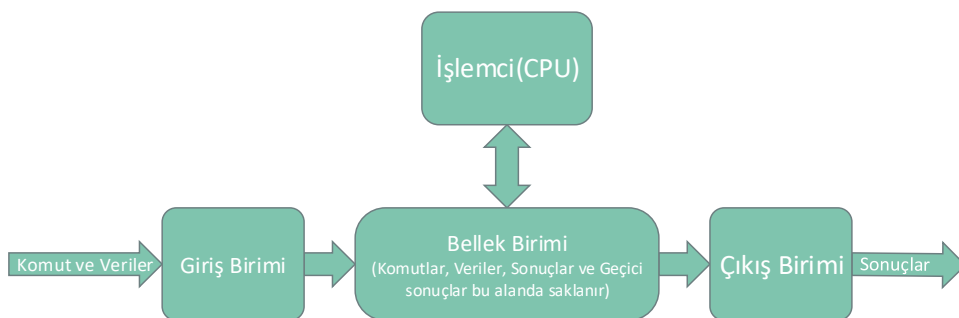 İşlemci(CPU)
Komut ve Veriler
Giriş Birimi
Bellek Birimi
(Komutlar, Veriler, Sonuçlar ve Geçici
sonuçlar bu alanda saklanır)
Çıkış Birimi
Sonuçlar